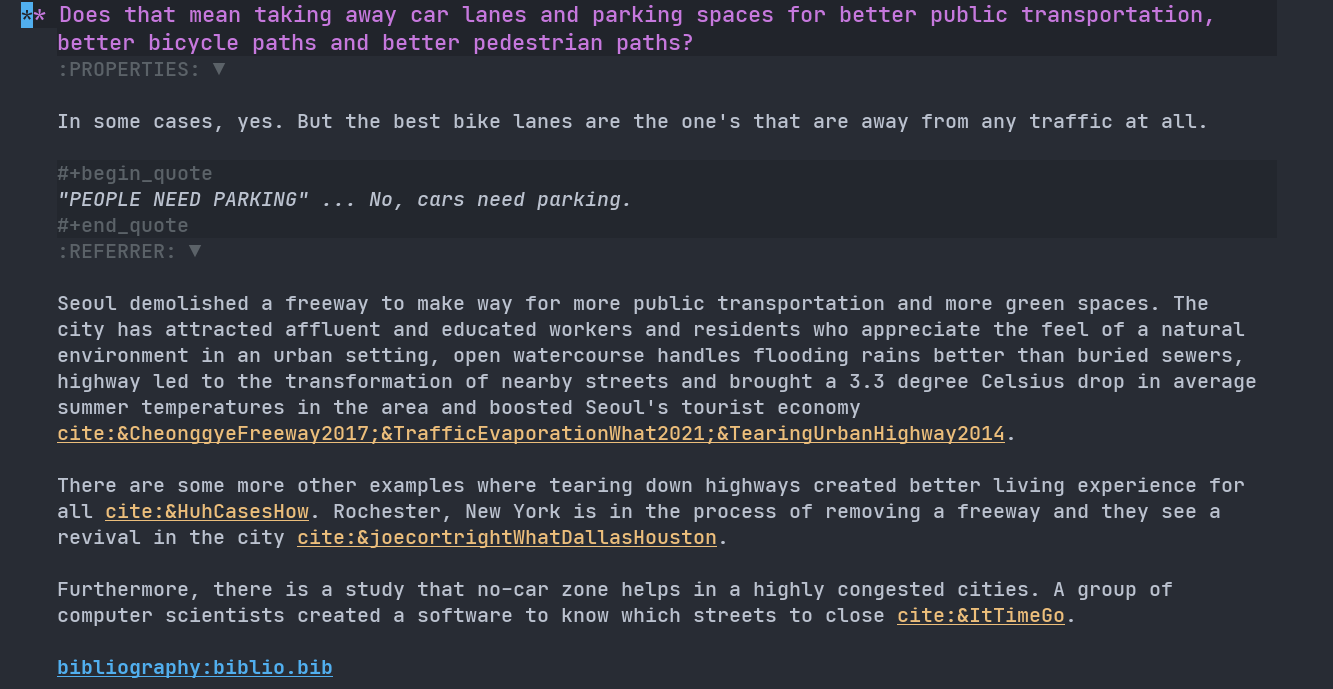 ** Does that mean taking away car lanes and parking spaces for better public transportation,
better bicycle paths and better pedestrian paths?
:PROPERTIES: ▼
In some cases, yes. But the best bike lanes are the one's that are away from any traffic at all.
#+begin_quote
"PEOPLE NEED PARKING" ... No, cars need parking.
#+end_quote
:REFERRER: ▼
Seoul demolished a freeway to make way for more public transportation and more green spaces. The
city has attracted affluent and educated workers and residents who appreciate the feel of a natural
environment in an urban setting, open watercourse handles flooding rains better than buried sewers,
highway led to the transformation of nearby streets and brought a 3.3 degree Celsius drop in average
summer temperatures in the area and boosted Seoul's tourist economy
cite:&CheonggyeFreeway2017;&TrafficEvaporationWhat2021;&TearingUrbanHighway2014.
There are some more other examples where tearing down highways created better living experience for
all cite:&HuhCasesHow. Rochester, New York is in the process of removing a freeway and they see a
revival in the city cite:&joecortrightWhatDallasHouston.
Furthermore, there is a study that no-car zone helps in a highly congested cities. A group of
computer scientists created a software to know which streets to close cite:&ItTimeGo.
bibliography:biblio.bib